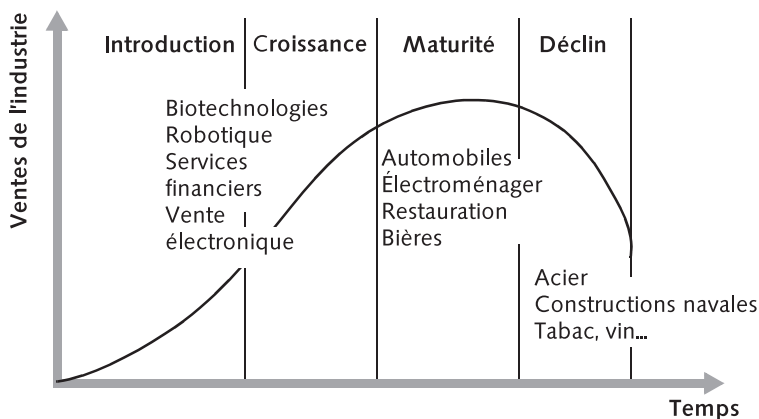 Ventes de l'industrie
Introduction
Croissance
Maturité
Déclin
Biotechnologies
Robotique
Services
financiers
Vente
électronique
Automobiles
Électroménager
Restauration
Bières
Acier
Constructions navales
Tabac, vin...
Temps